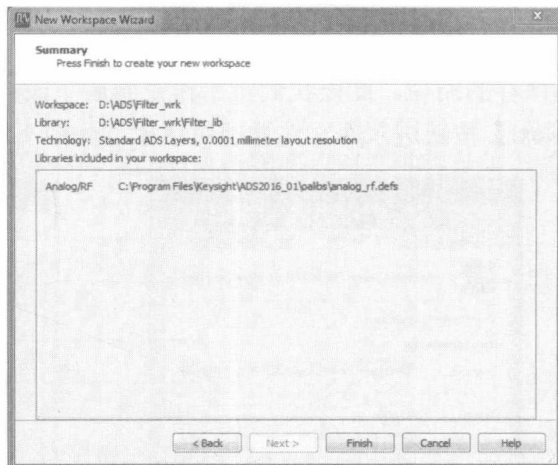 New Workspace Wizard
Summary
Press Finish to create your new workspace
Workspace: D:\ADS\Filter_wrk
Library: D:\ADS\Filter_wrk\Filter_lib
Technology: Standard ADS Layers, 0.0001 millimeter layout resolution
Libraries included in your workspace:
Analog/RF C:\Program Files\Keysight\ADS2016_01\oalibs\analog_rf.defs
< Back Next > Finish Cancel Help